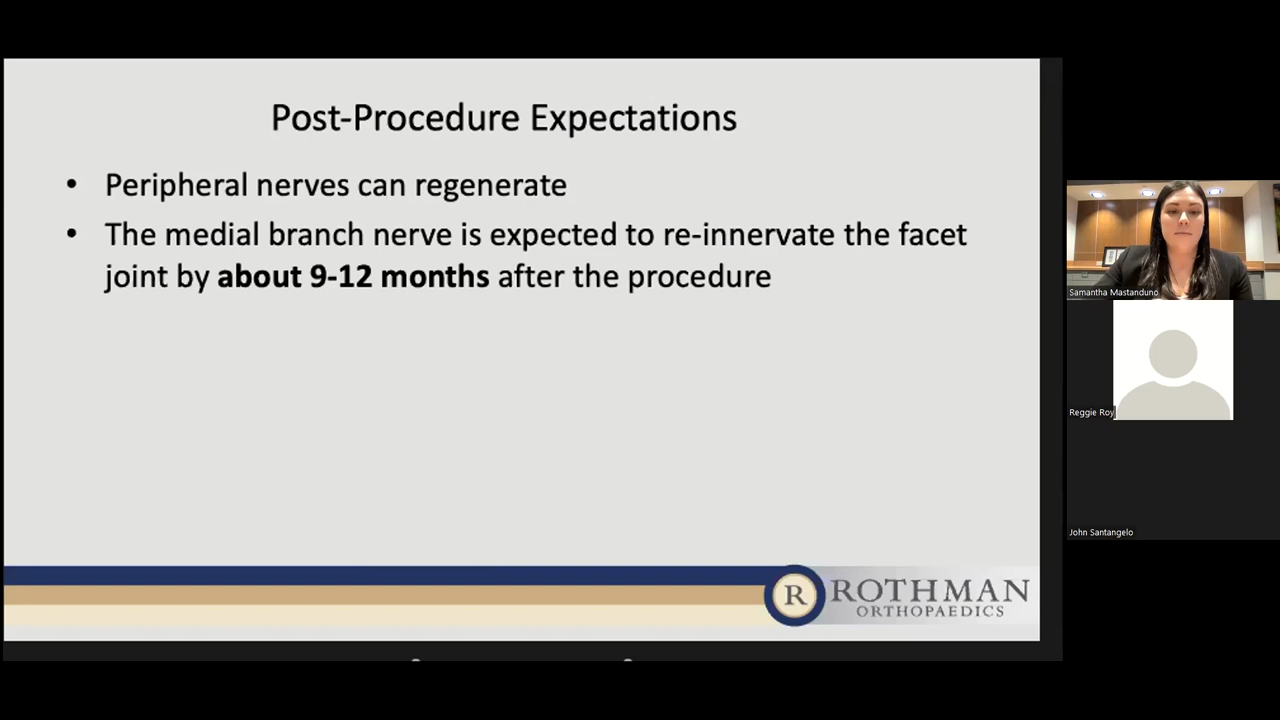 Post-Procedure Expectations
• Peripheral nerves can regenerate
• The medial branch nerve is expected to re-innervate the facet
joint by about 9-12 months after the procedure
R ROTHMAN
ORTHOPAEDICS
Samantha Mastanduno
Reggie Roy
John Santangelo